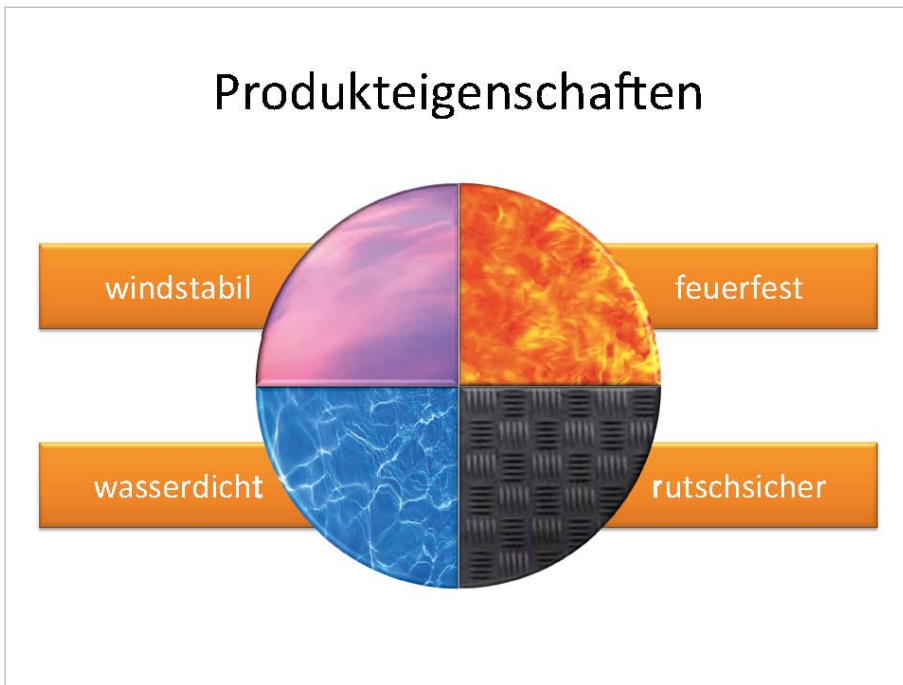 Produkteigenschaften
windstabil
feuerfest
wasserdicht
rutschsicher